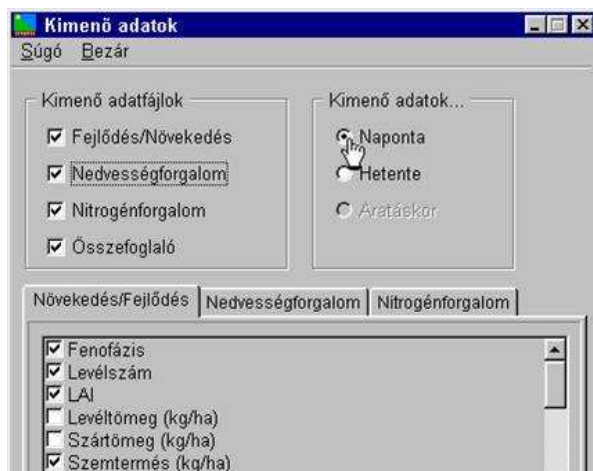 Kimenő adatok
Súgó Bezár
Kimenő adatfájlok
Fejlődés/Növekedés
Nedvességforgalom
Nitrogénforgalom
Összefoglaló
Kimenő adatok...
Naponta
Hetente
Aratáskor
Növekedés/Fejlődés Nedvességforgalom Nitrogénforgalom
Fenofázis
Levélszám
LAI
Levéltömeg (kg/ha)
Szártömeg (kg/ha)
Szemtermés (kg/ha)